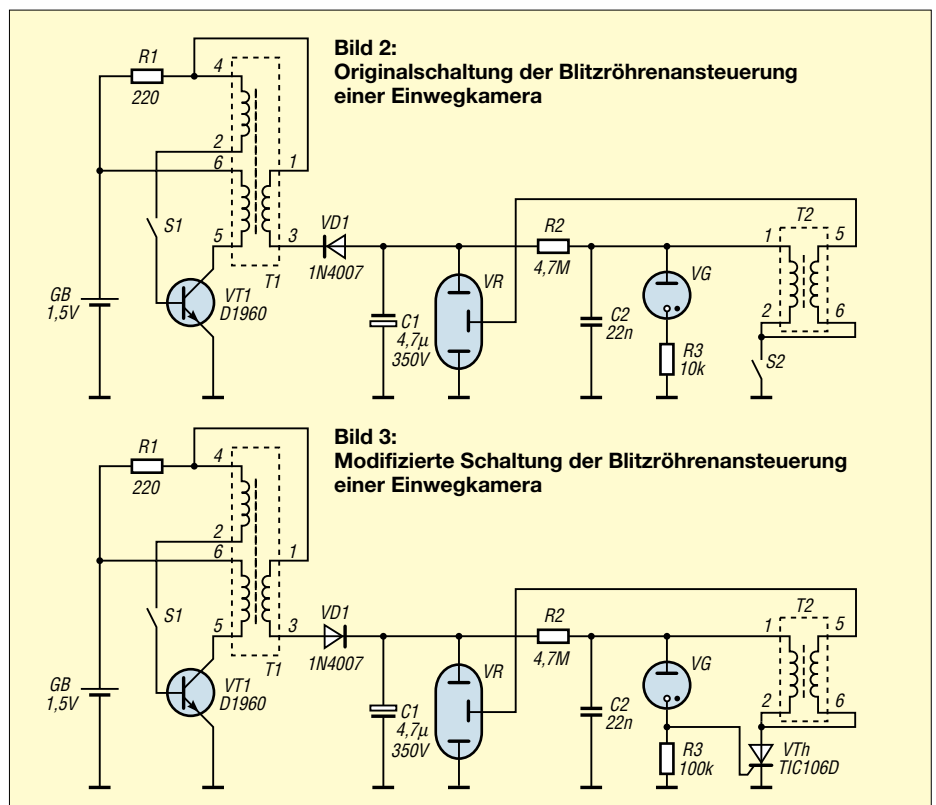 Bild 2:
Originalschaltung der Blitzröhrenansteuerung
einer Einwegkamera
R1
220
4
2
6
1
S1
5
3
VD1
1N4007
T1
GB
1,5V
VT1
D1960
C1
4,7µ
350V
VR
R2
4,7M
C2
22n
VG
R3
10k
T2
1
5
2
6
S2
Bild 3:
Modifizierte Schaltung der Blitzröhrenansteuerung
einer Einwegkamera
R1
220
4
2
6
1
S1
5
3
VD1
1N4007
T1
GB
1,5V
VT1
D1960
C1
4,7µ
350V
VR
R2
4,7M
C2
22n
VG
R3
100k
T2
1
5
2
6
VTh
TIC106D